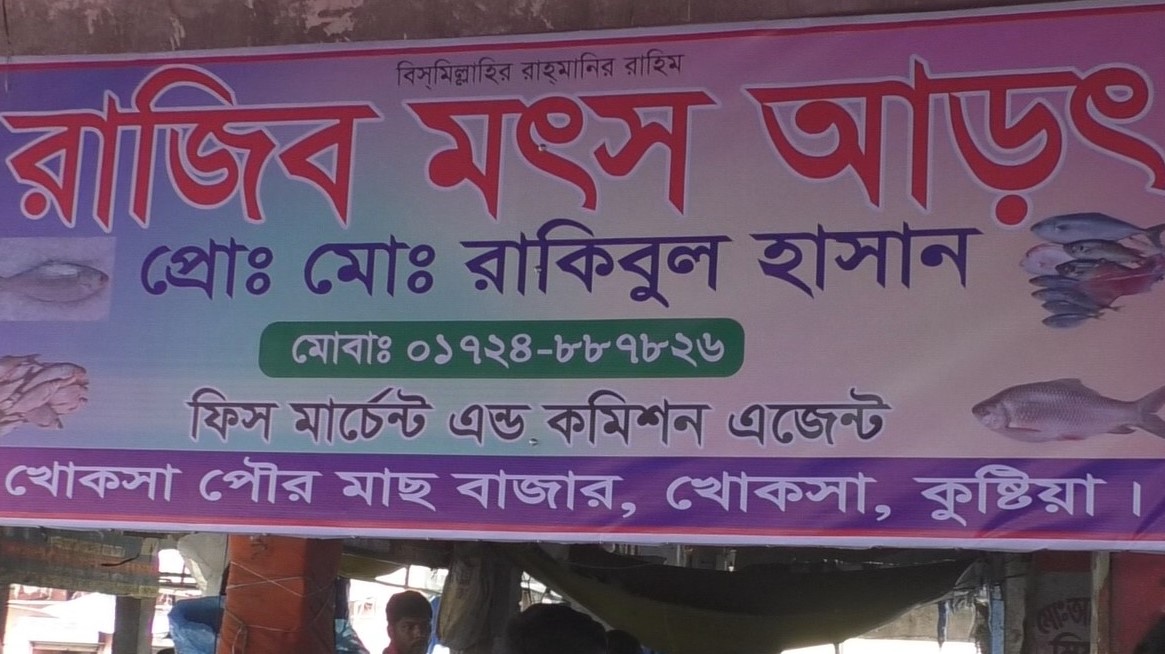 বিস্‌মিল্লাহির রাহ্‌মানির রাহিম
রাজিব মৎস আড়ৎ
প্রোঃ মোঃ রাকিবুল হাসান
মোবাঃ ০১৭২৪-৮৮৭৮২৬
ফিস মার্চেন্ট এন্ড কমিশন এজেন্ট
খোকসা পৌর মাছ বাজার, খোকসা, কুষ্টিয়া।